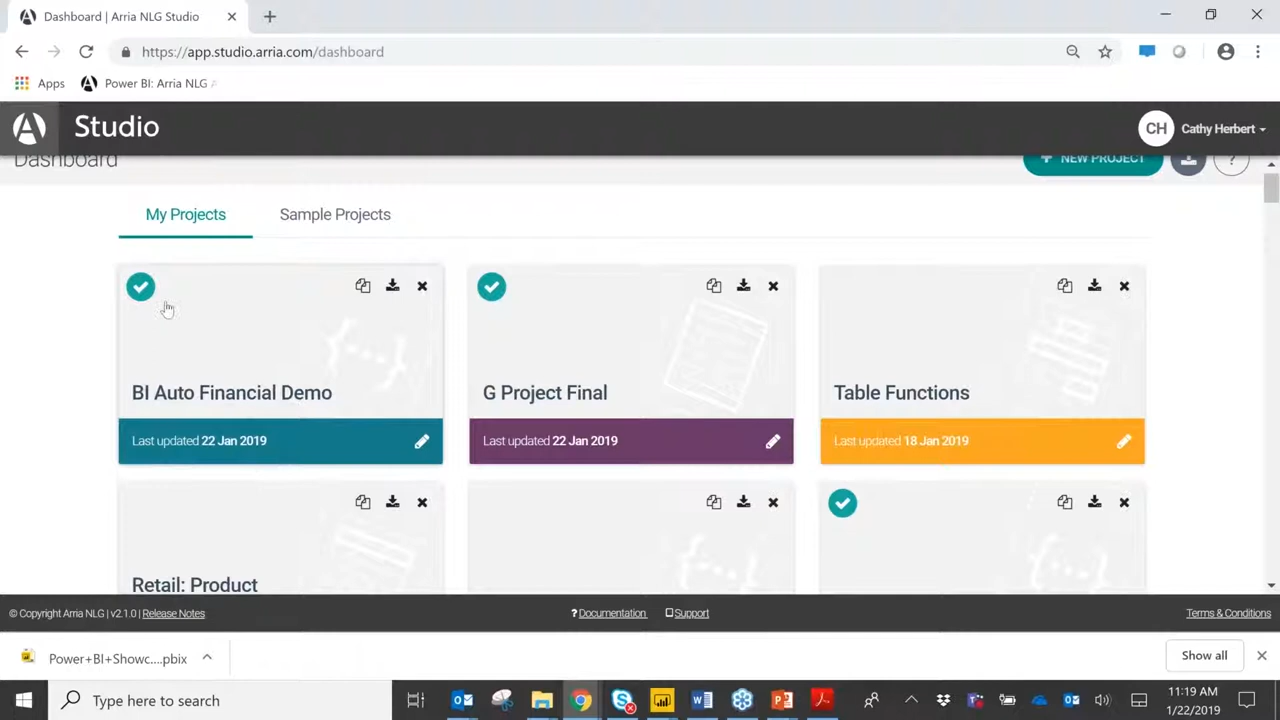 Dashboard | Arria NLG Studio
https://app.studio.arria.com/dashboard
Apps
Power BI: Arria NLG
Studio
CH
Cathy Herbert
Dashboard
+ NEW PROJECT
?
My Projects
Sample Projects
BI Auto Financial Demo
G Project Final
Table Functions
Last updated 22 Jan 2019
Last updated 22 Jan 2019
Last updated 18 Jan 2019
Retail: Product
© Copyright Arria NLG | v2.1.0 | Release Notes
? Documentation
Support
Terms & Conditions
Power+BI+Showc....pbix
Show all
Type here to search
11:19 AM
1/22/2019